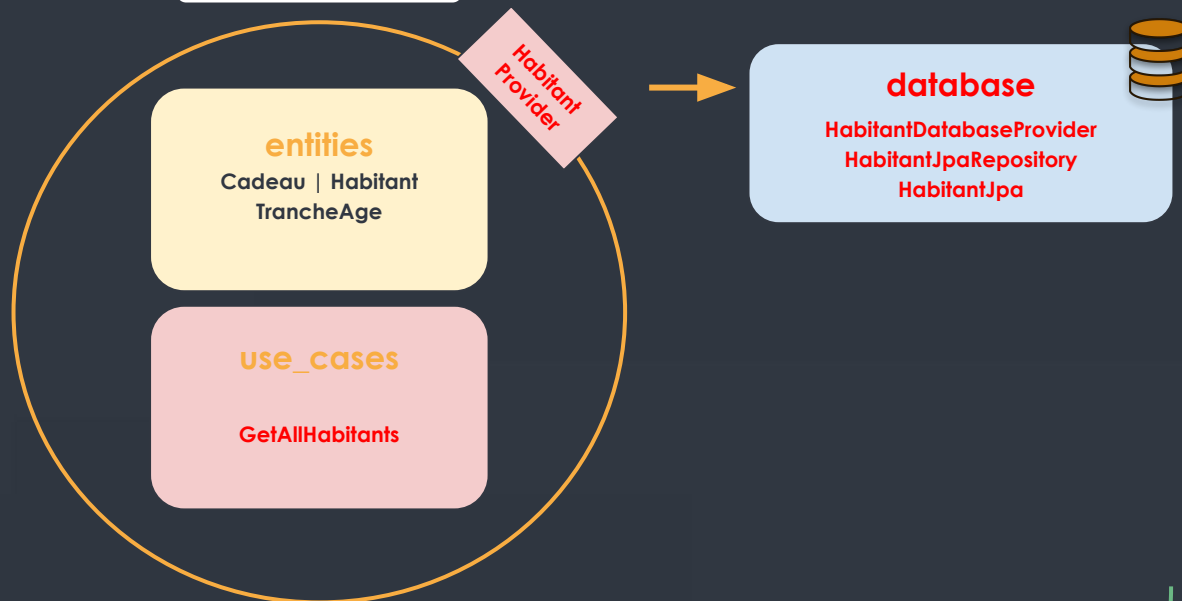 Habitant
Provider
entities
Cadeau | Habitant
TrancheAge
use_cases
GetAllHabitants
database
HabitantDatabaseProvider
HabitantJpaRepository
HabitantJpa